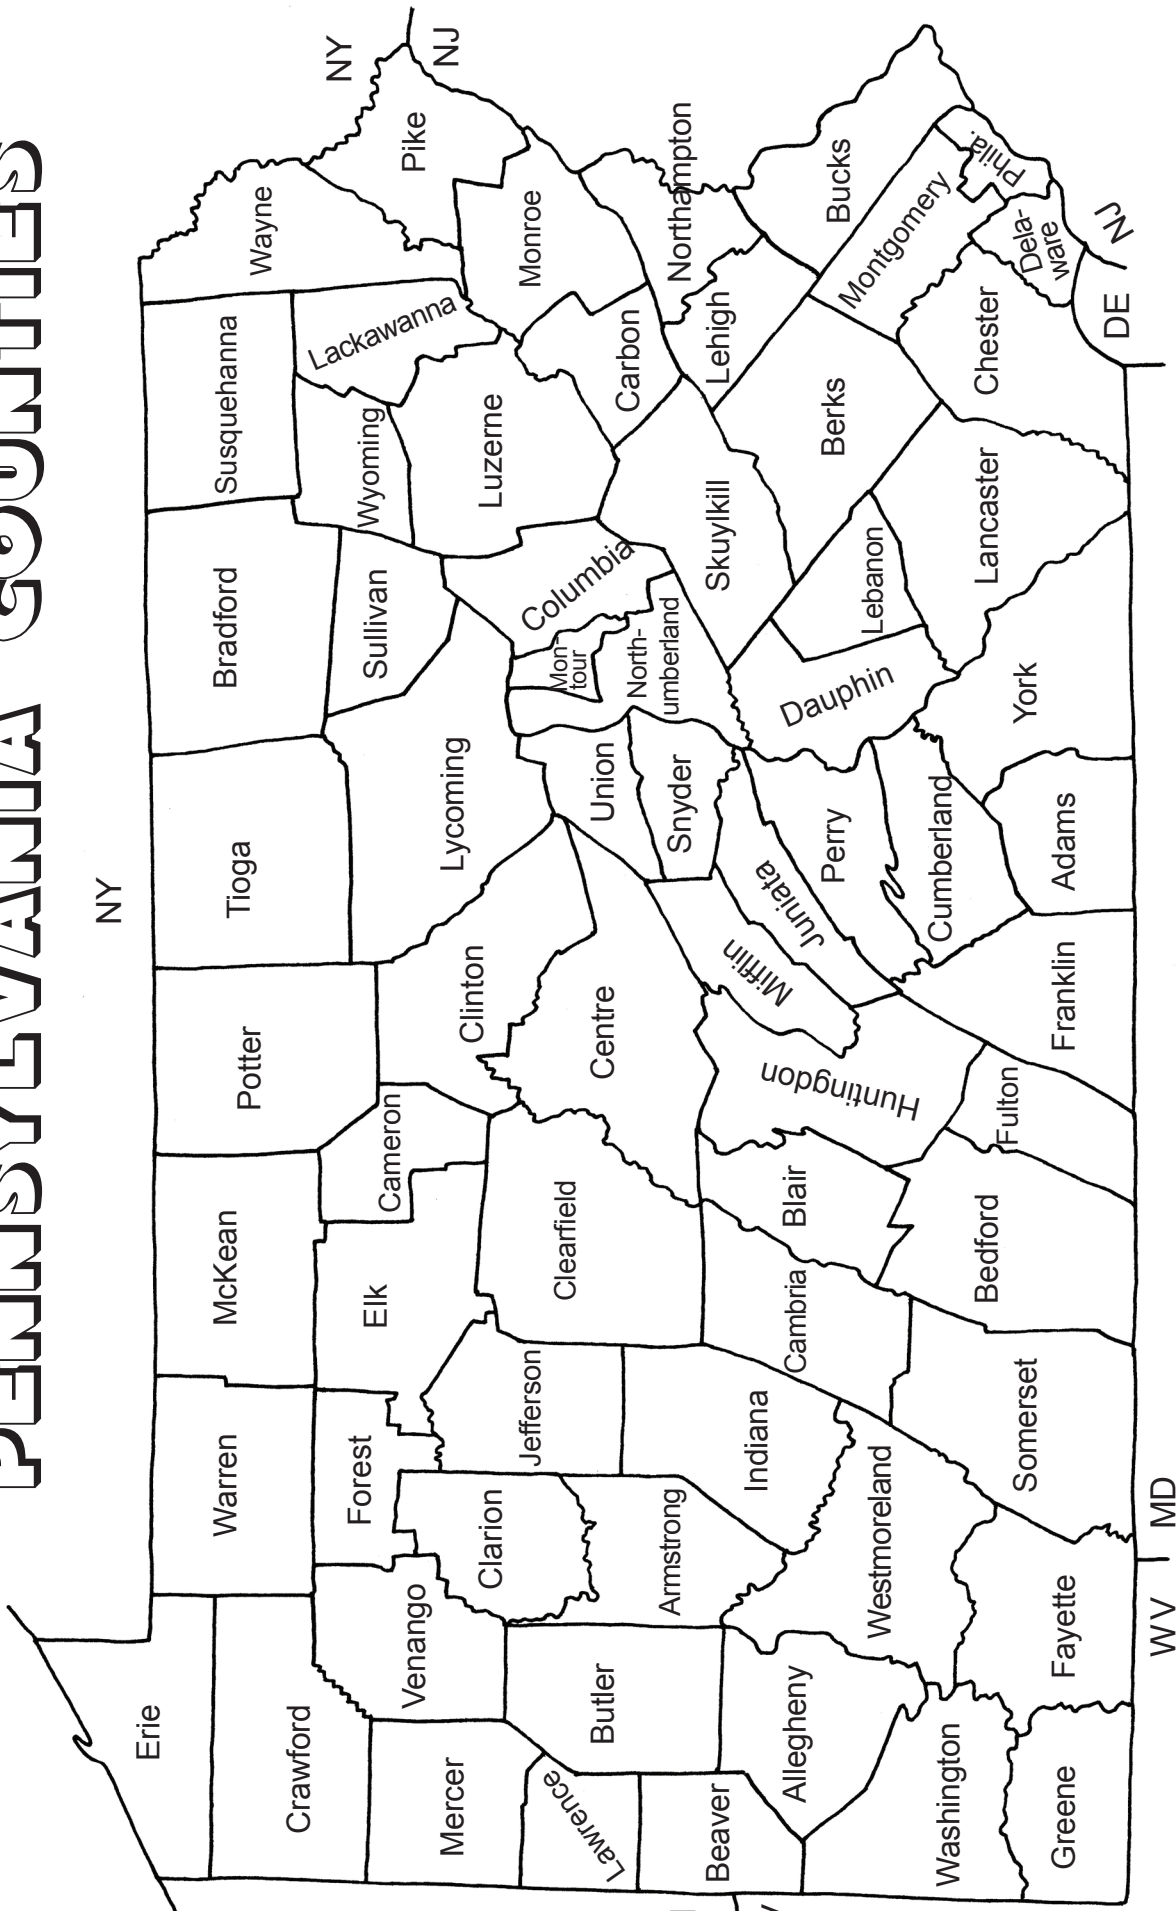 PENNSYLVANIA COUNTIES
NY
NY
NJ
Erie
Warren
McKean
Potter
Tioga
Bradford
Susquehanna
Wayne
Crawford
Forest
Elk
Cameron
Sullivan
Wyoming
Lackawanna
Pike
Mercer
Venango
Clarion
Jefferson
Clinton
Lycoming
Luzerne
Monroe
Lawrence
Butler
Armstrong
Clearfield
Centre
Union
Mon-
tour
Columbia
Carbon
Northampton
Beaver
Allegheny
Indiana
Cambria
Blair
Huntingdon
Mifflin
Juniata
Snyder
North-
umberland
Skuylkill
Lehigh
Perry
Dauphin
Lebanon
Berks
Montgomery
Bucks
Washington
Westmoreland
Somerset
Bedford
Fulton
Franklin
Cumberland
Adams
York
Lancaster
Chester
Dela-
ware
Phila.
Greene
Fayette
WV
MD
DE
NJ